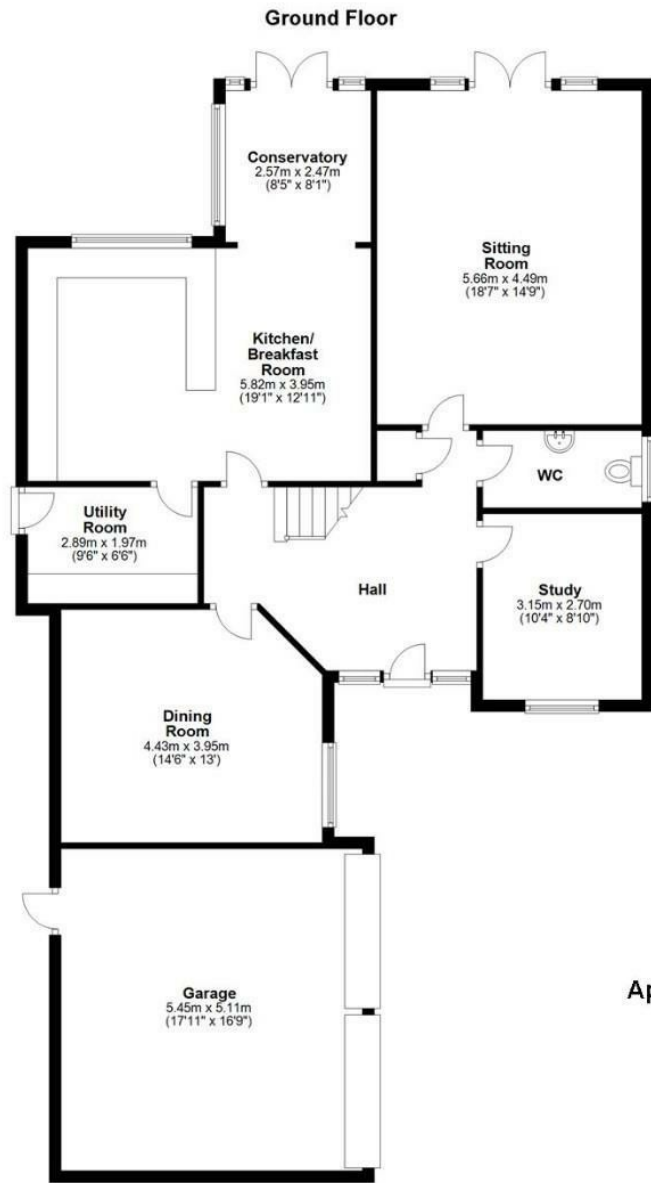 Ground Floor
Conservatory
2.57m x 2.47m
(8'5" x 8'1")
Sitting
Room
5.66m x 4.49m
(18'7" x 14'9")
Kitchen/
Breakfast
Room
5.82m x 3.95m
(19'1" x 12'11")
WC
Utility
Room
2.89m x 1.97m
(9'6" x 6'6")
Hall
Study
3.15m x 2.70m
(10'4" x 8'10")
Dining
Room
4.43m x 3.95m
(14'6" x 13')
Garage
5.45m x 5.11m
(17'11" x 16'9")
Ap